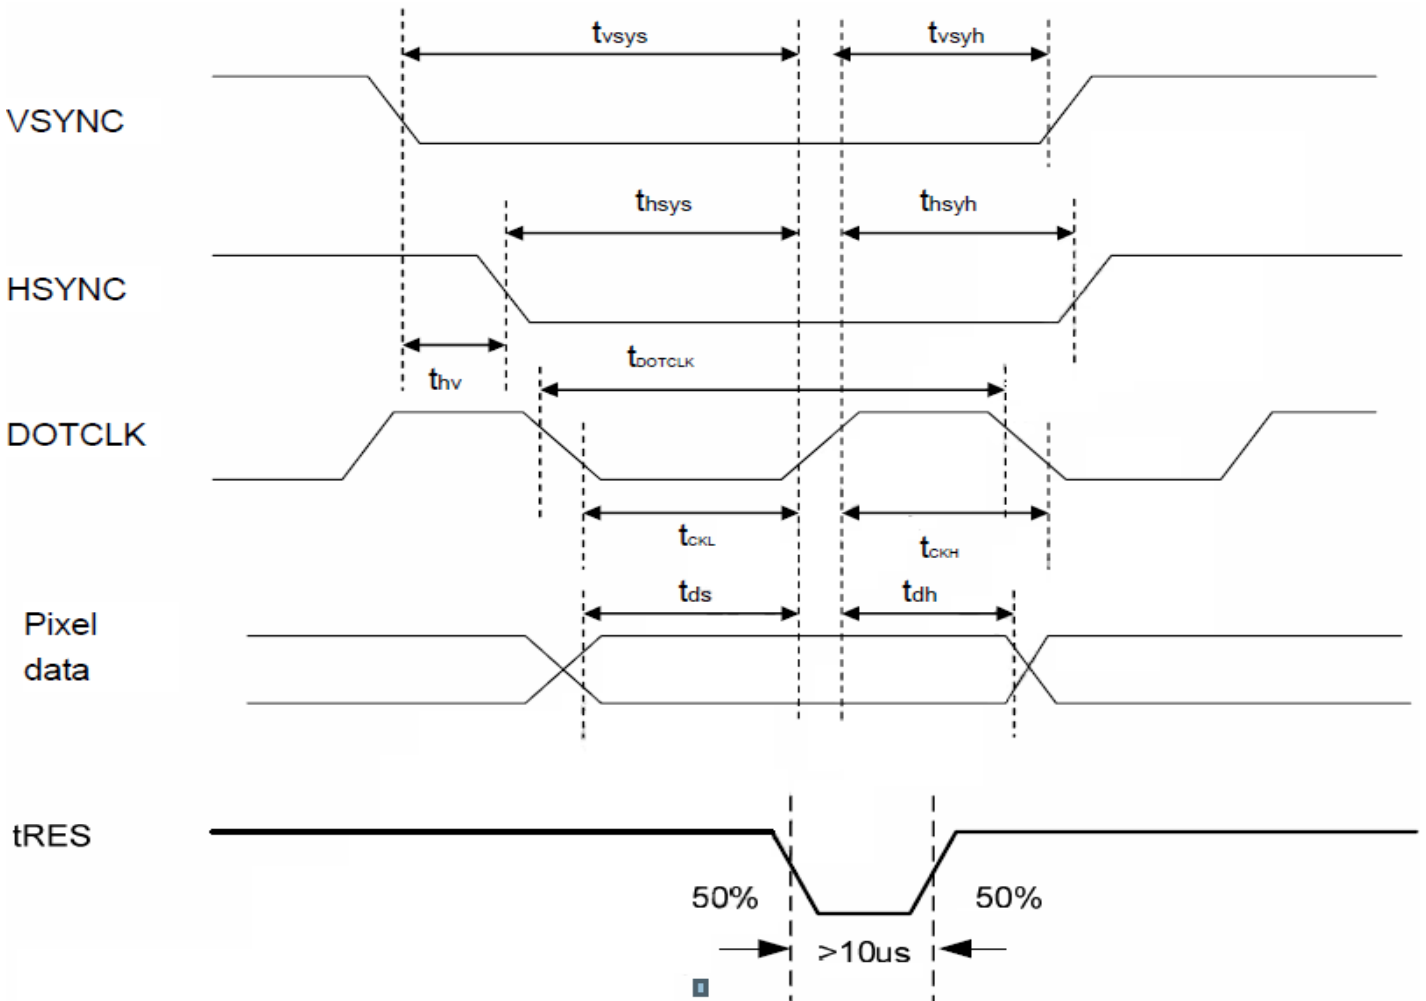 tvsys
tvsyh
VSYNC
thsys
thsyh
HSYNC
tDOTCLK
thv
DOTCLK
tCKL
tCKH
tds
tdh
Pixel
data
tRES
50%
50%
>10us